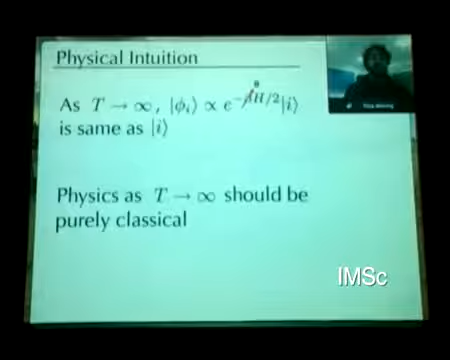 Physical Intuition
As T → ∞, |ϕᵢ⟩ ∝ e^{-βH/2}|i⟩
is same as |i⟩
Physics as T → ∞ should be
purely classical
IMSc